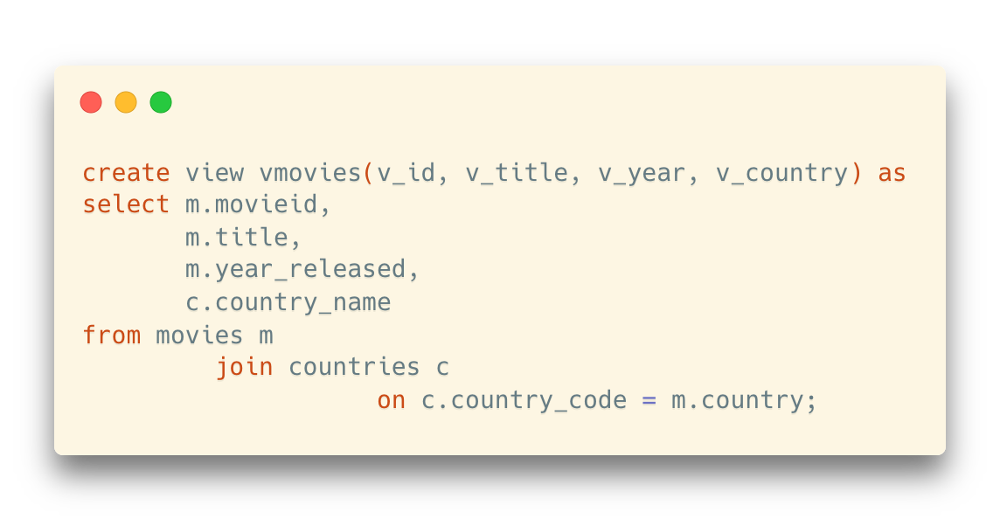 create view vmovies(v_id, v_title, v_year, v_country) as
select m.movieid,
       m.title,
       m.year_released,
       c.country_name
from movies m
         join countries c
                    on c.country_code = m.country;